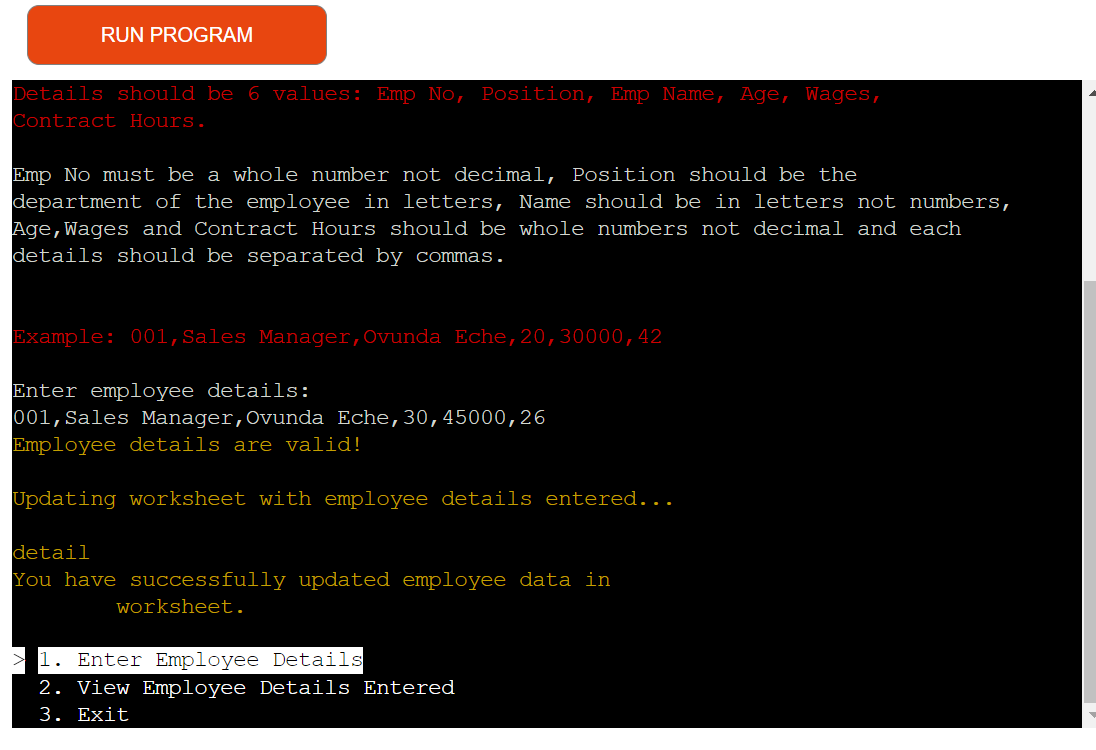 RUN PROGRAM
Details should be 6 values: Emp No, Position, Emp Name, Age, Wages,
Contract Hours.
Emp No must be a whole number not decimal, Position should be the
department of the employee in letters, Name should be in letters not numbers,
Age,Wages and Contract Hours should be whole numbers not decimal and each
details should be separated by commas.
Example: 001,Sales Manager,Ovunda Eche,20,30000,42
Enter employee details:
001,Sales Manager,Ovunda Eche,30,45000,26
Employee details are valid!
Updating worksheet with employee details entered...
detail
You have successfully updated employee data in
worksheet.
> 1. Enter Employee Details
2. View Employee Details Entered
3. Exit